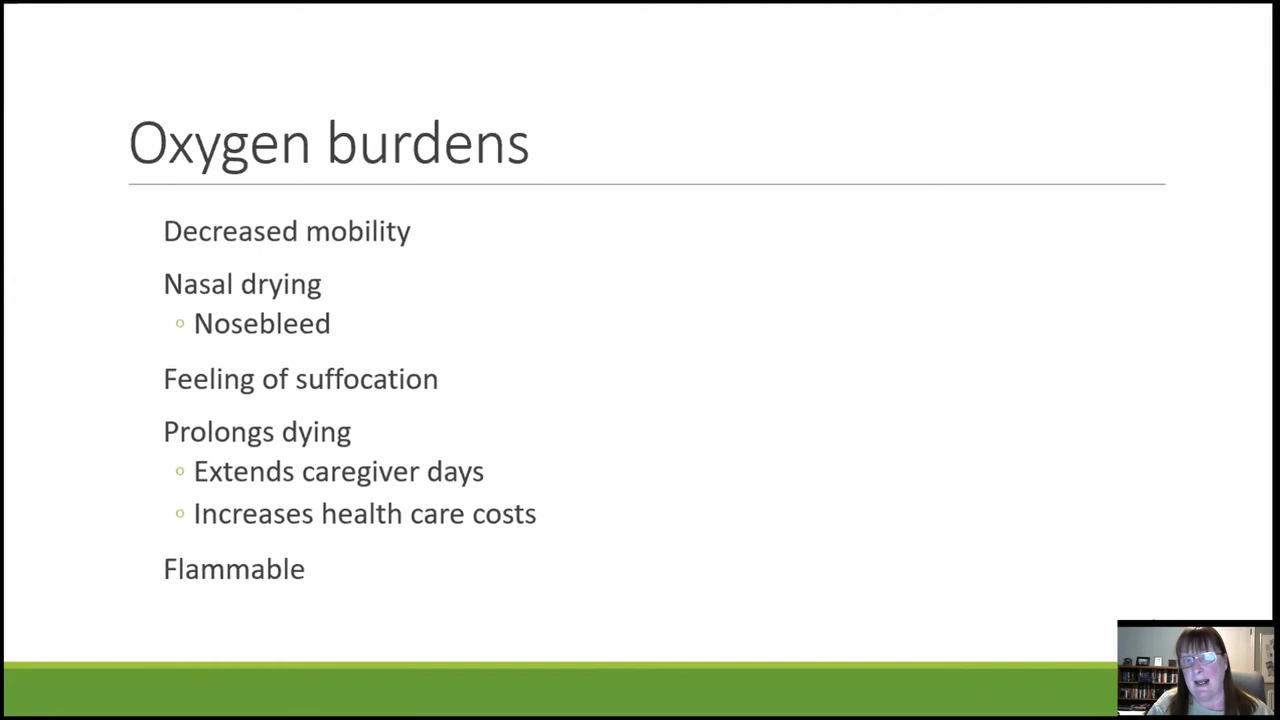 Oxygen burdens
Decreased mobility
Nasal drying
◦ Nosebleed
Feeling of suffocation
Prolongs dying
◦ Extends caregiver days
◦ Increases health care costs
Flammable